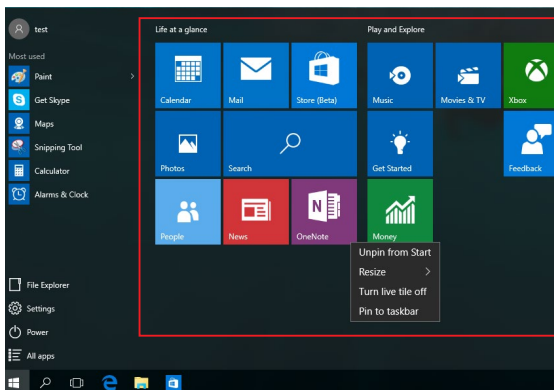 test
Most used
Paint
Get Skype
Maps
Snipping Tool
Calculator
Alarms & Clock
File Explorer
Settings
Power
All apps
Life at a glance
Calendar
Mail
Store (Beta)
Photos
Search
People
News
OneNote
Play and Explore
Music
Movies & TV
Xbox
Get Started
Feedback
Money
Unpin from Start
Resize
Turn live tile off
Pin to taskbar